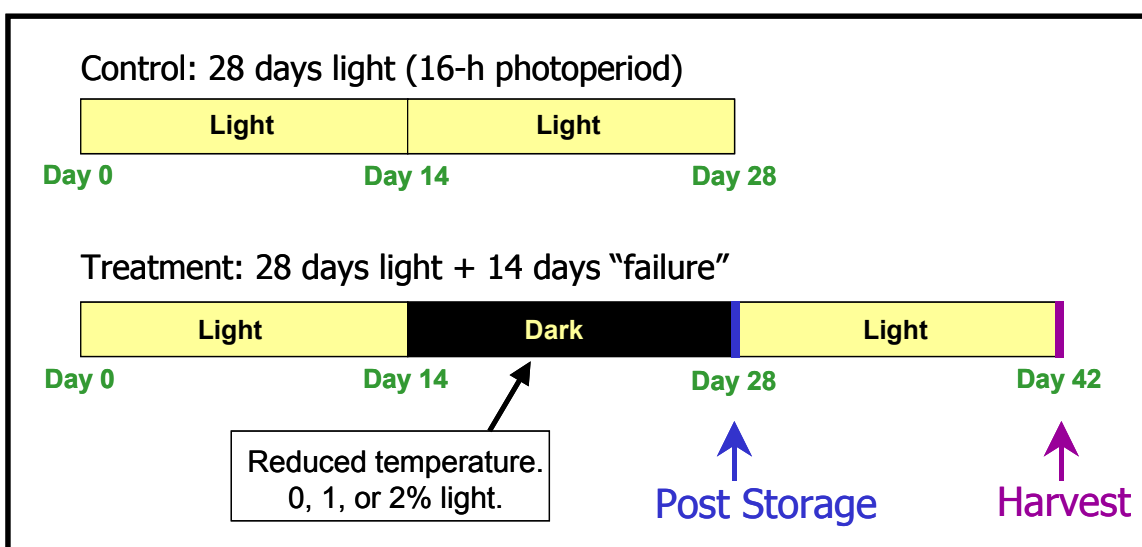 Control: 28 days light (16-h photoperiod)
Light Light
Day 0 Day 14 Day 28
Treatment: 28 days light + 14 days “failure”
Light Dark Light
Day 0 Day 14 Day 28 Day 42
Reduced temperature.
0, 1, or 2% light.
Post Storage Harvest